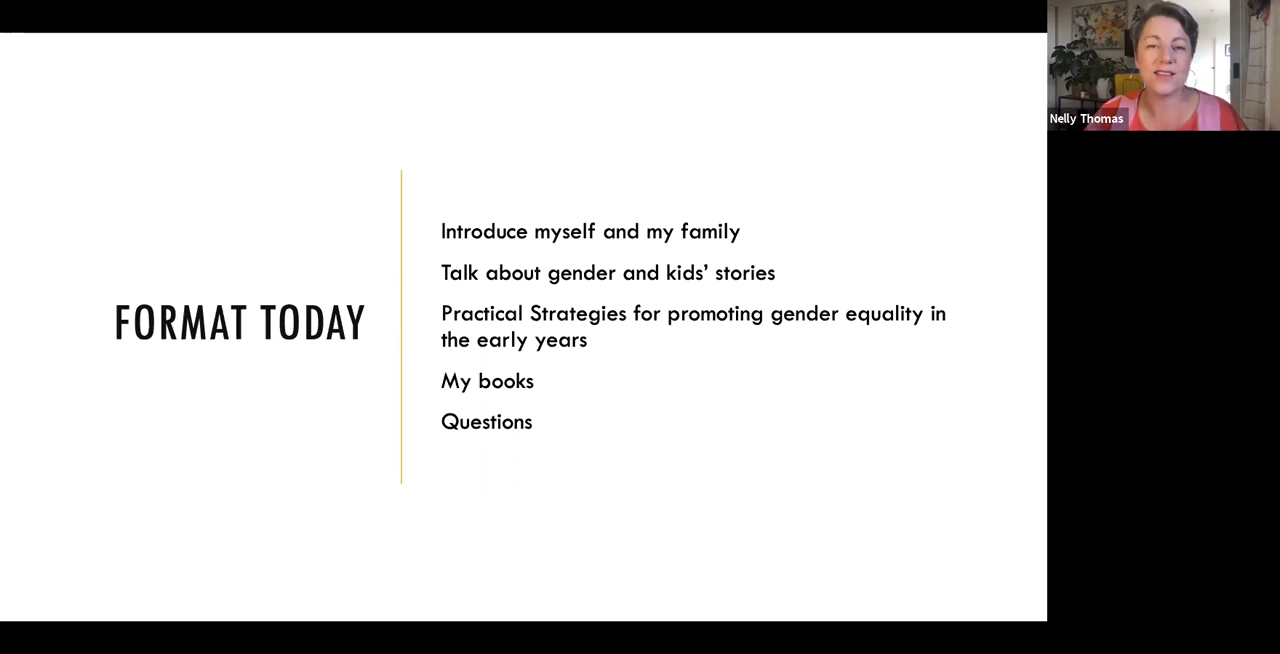 FORMAT TODAY
Introduce myself and my family
Talk about gender and kids’ stories
Practical Strategies for promoting gender equality in
the early years
My books
Questions
Nelly Thomas